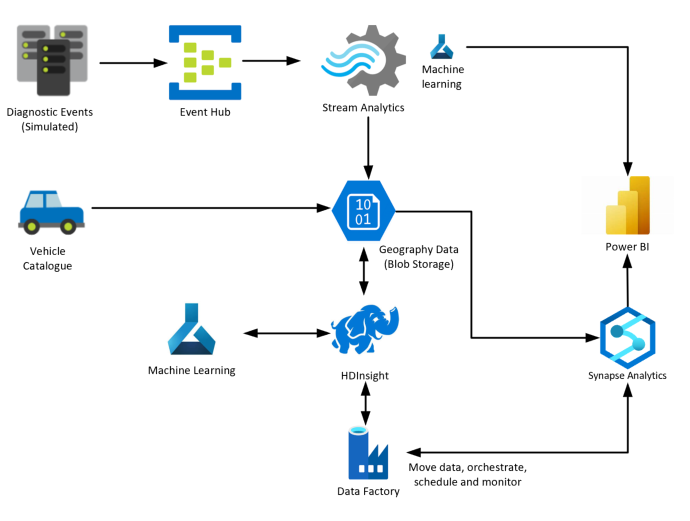 Diagnostic Events
(Simulated)
Event Hub
Stream Analytics
Machine
learning
Vehicle
Catalogue
10
01
Geography Data
(Blob Storage)
Power BI
Machine Learning
HDInsight
Synapse Analytics
Data Factory
Move data, orchestrate,
schedule and monitor